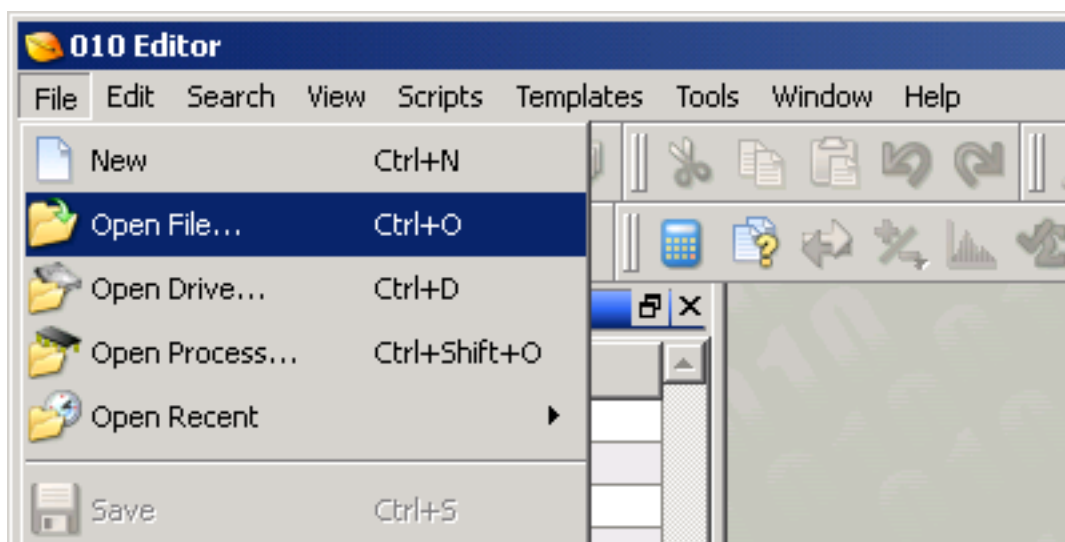 010 Editor
File Edit Search View Scripts Templates Tools Window Help
New Ctrl+N
Open File... Ctrl+O
Open Drive... Ctrl+D
Open Process... Ctrl+Shift+O
Open Recent
Save Ctrl+S